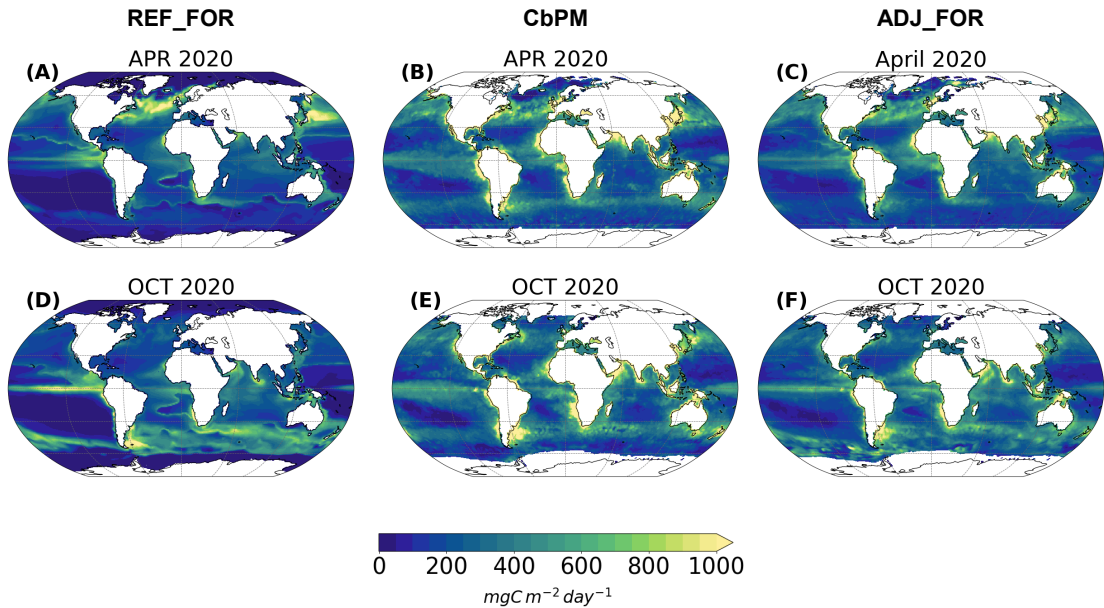 REF_FOR CbPM ADJ_FOR
(A) APR 2020 (B) APR 2020 (C) April 2020
(D) OCT 2020 (E) OCT 2020 (F) OCT 2020
0 200 400 600 800 1000
mgC m⁻² day⁻¹